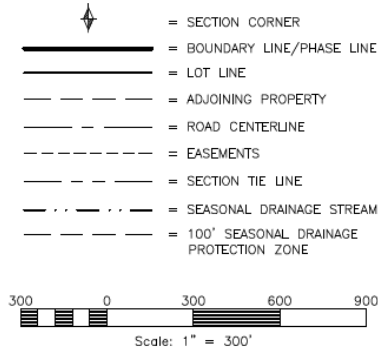 = SECTION CORNER
= BOUNDARY LINE/PHASE LINE
= LOT LINE
= ADJOINING PROPERTY
= ROAD CENTERLINE
= EASEMENTS
= SECTION TIE LINE
= SEASONAL DRAINAGE STREAM
= 100' SEASONAL DRAINAGE
PROTECTION ZONE
300 0 300 600 900
Scale: 1" = 300'